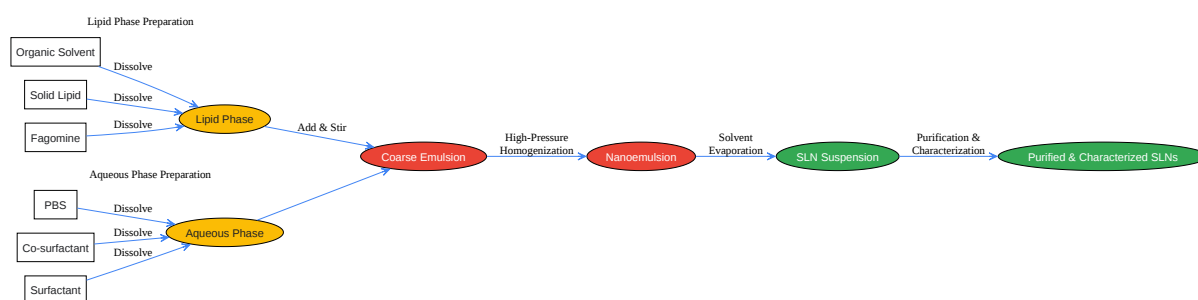 Lipid Phase Preparation
Organic Solvent
Dissolve
Solid Lipid
Dissolve
Fagomine
Dissolve
Lipid Phase
Add & Stir
Aqueous Phase Preparation
PBS
Dissolve
Co-surfactant
Dissolve
Surfactant
Dissolve
Aqueous Phase
Coarse Emulsion
High-Pressure
Homogenization
Nanoemulsion
Solvent
Evaporation
SLN Suspension
Purification &
Characterization
Purified & Characterized SLNs